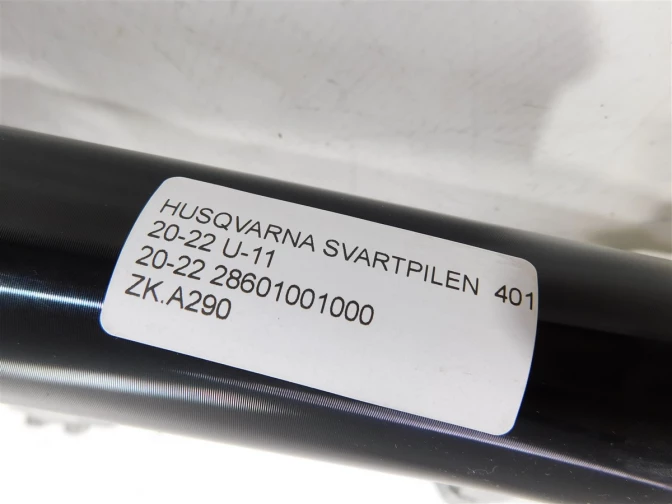 HUSQVARNA SVARTPILEN 401
20-22 U-11
20-22 28601001000
ZK.A290